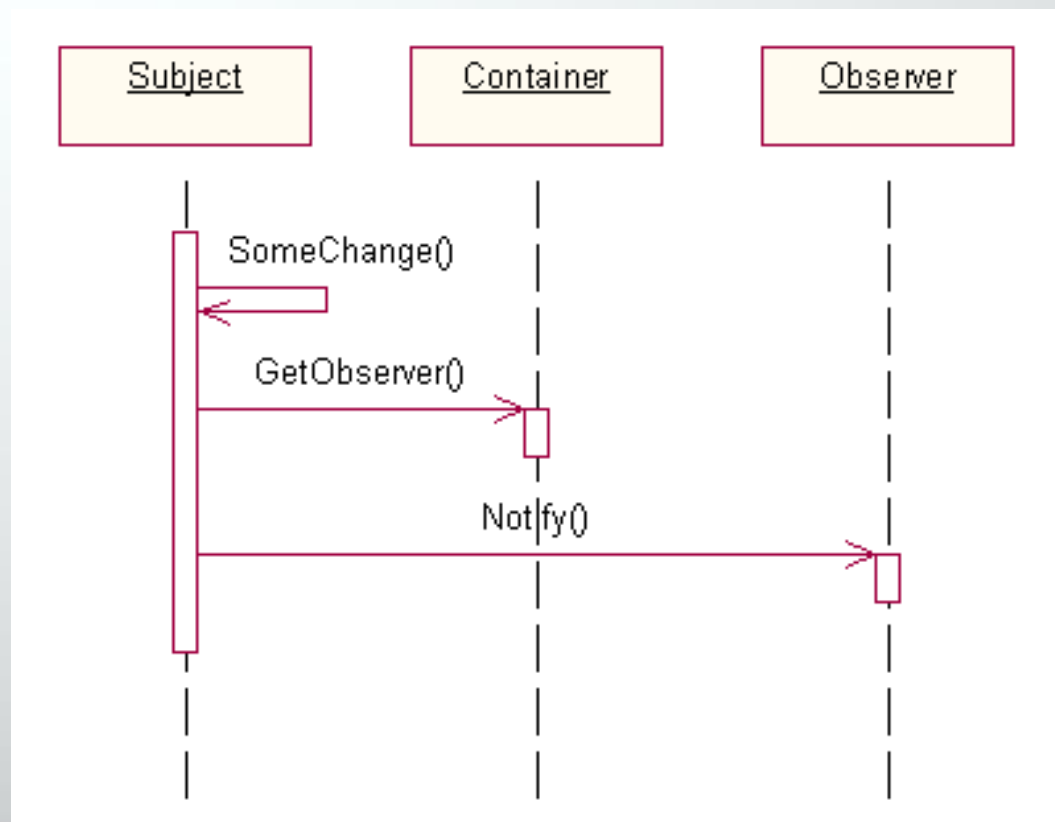 Subject
Container
Observer
SomeChange()
GetObserver()
Notify()